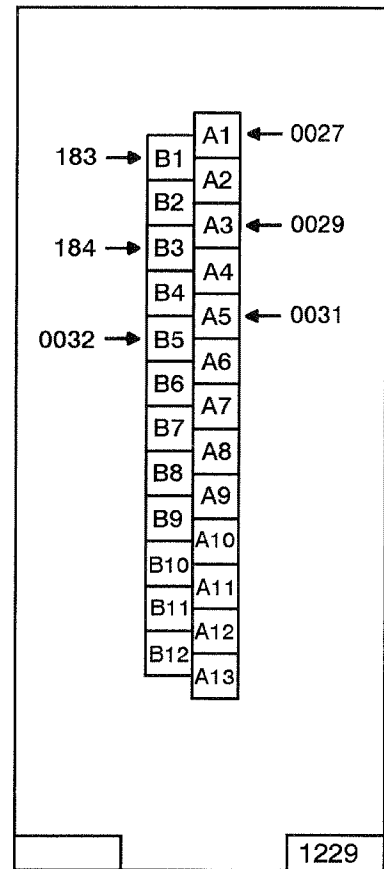 A1 ← 0027
183 → B1
A2
B2
A3 ← 0029
184 → B3
A4
B4
A5 ← 0031
0032 → B5
A6
B6
A7
B7
A8
B8
A9
B9
A10
B10
A11
B11
A12
B12
A13
1229